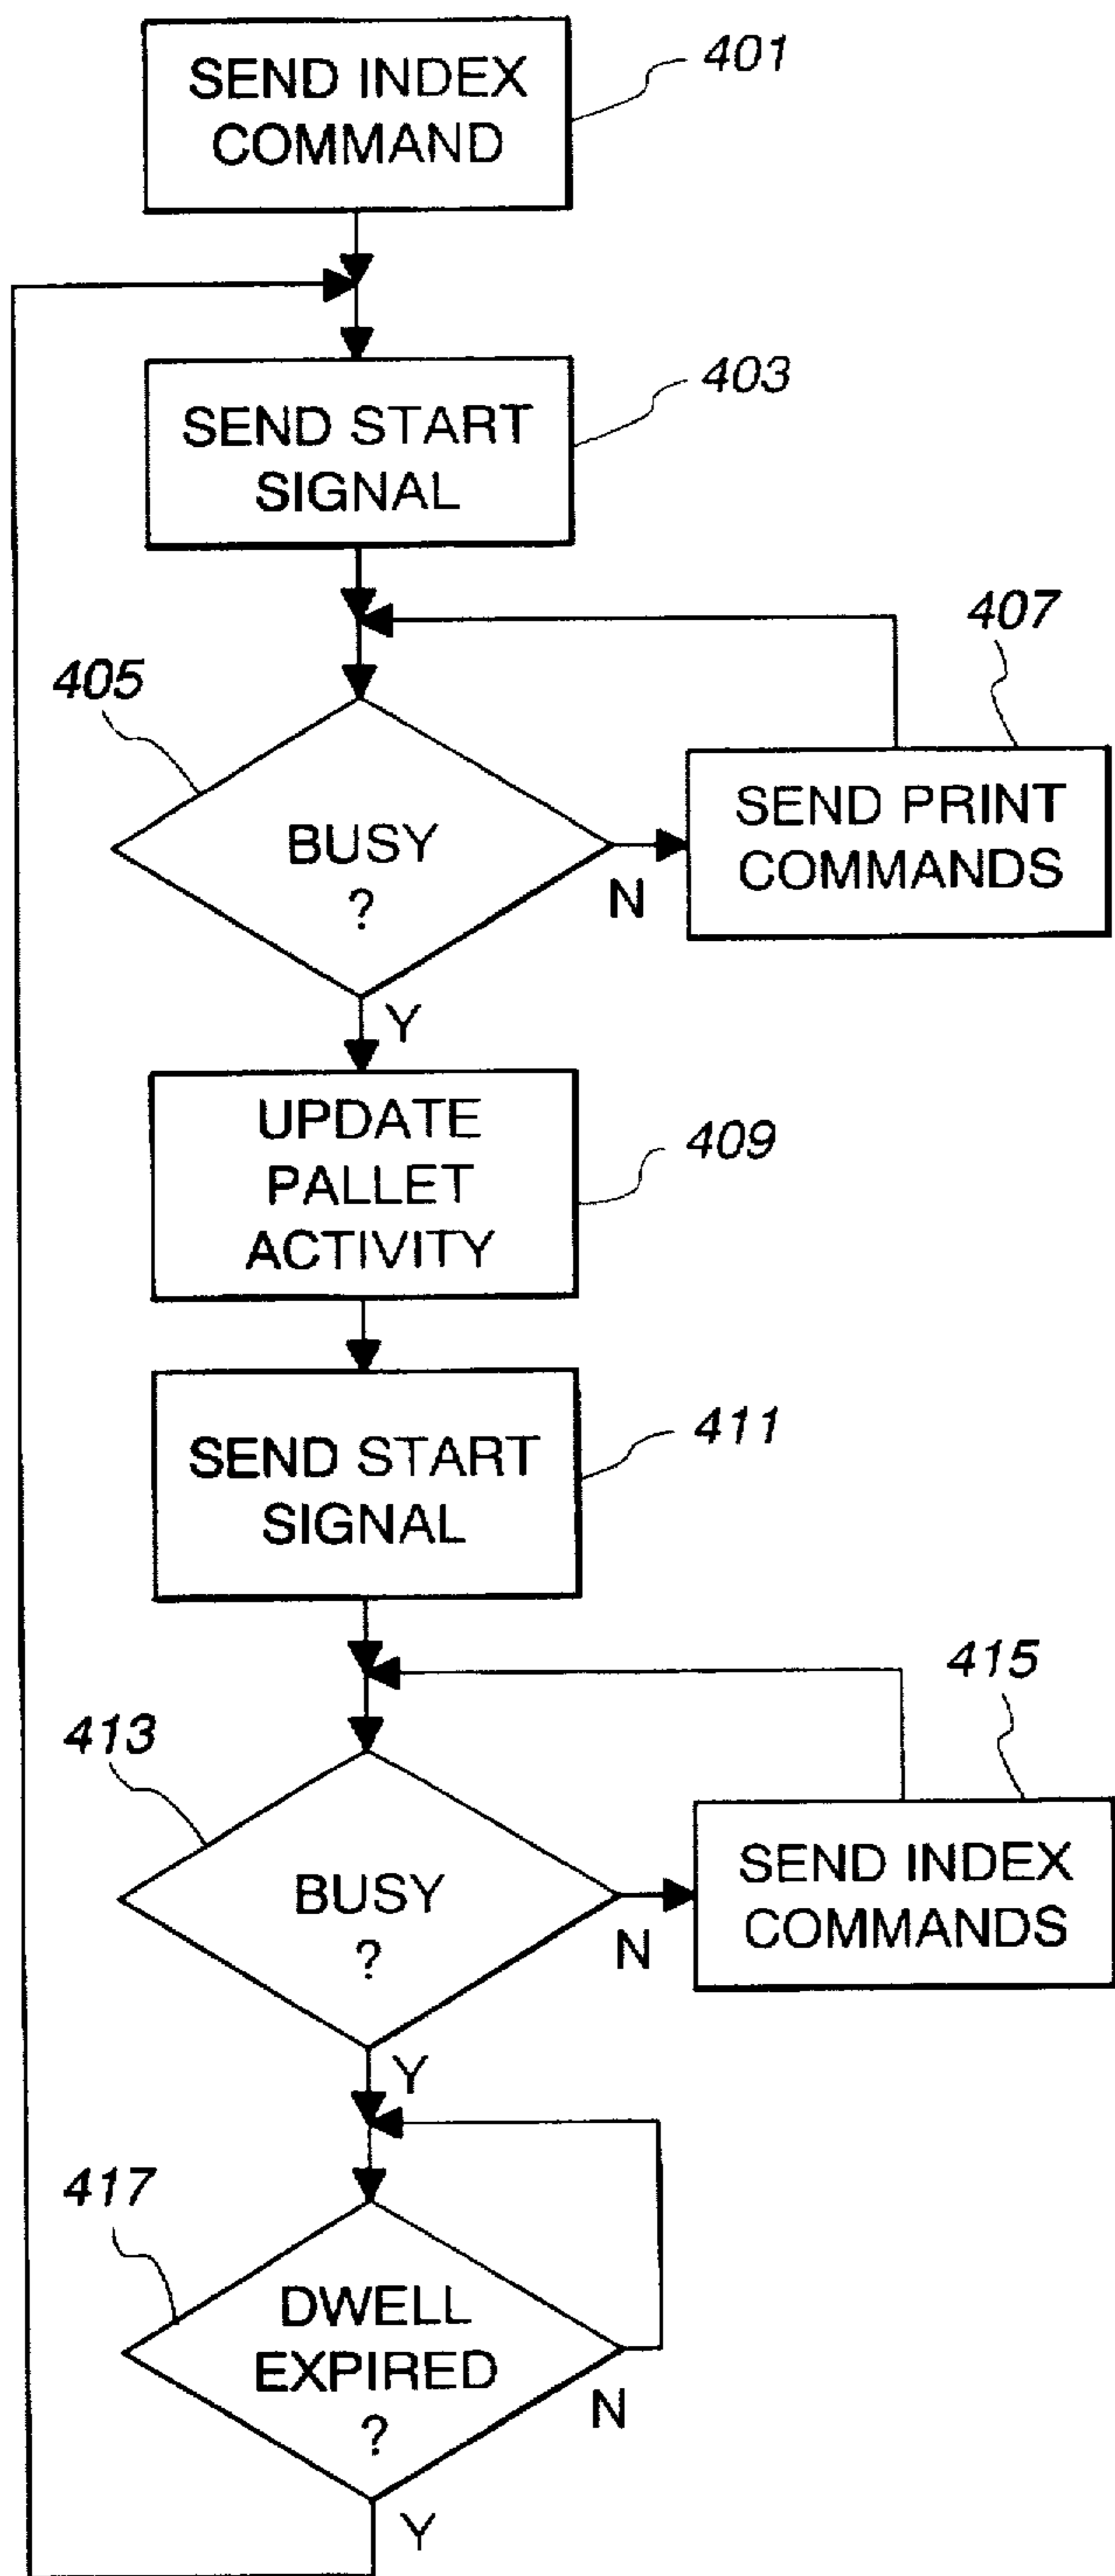 SEND INDEX
COMMAND
401
SEND START
SIGNAL
403
407
405
BUSY
?
N
SEND PRINT
COMMANDS
Y
UPDATE
PALLET
ACTIVITY
409
SEND START
SIGNAL
411
415
413
BUSY
?
N
SEND INDEX
COMMANDS
Y
417
DWELL
EXPIRED
?
N
Y